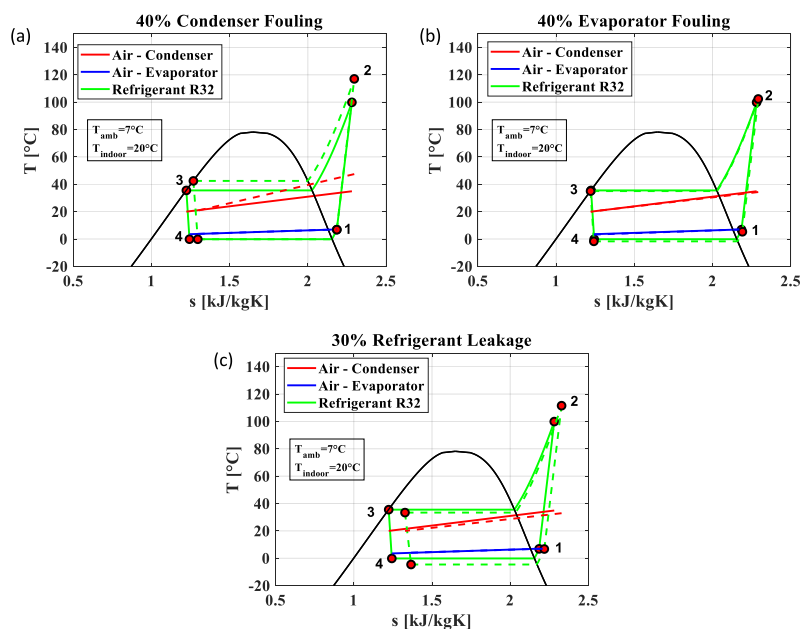 40% Condenser Fouling
(a)
140
120
100
80
60
40
20
0
-20
T [°C]
Air - Condenser
Air - Evaporator
Refrigerant R32
T_amb=7°C
T_indoor=20°C
2
3
4
1
0.5 1 1.5 2 2.5
s [kJ/kgK]
40% Evaporator Fouling
(b)
140
120
100
80
60
40
20
0
-20
T [°C]
Air - Condenser
Air - Evaporator
Refrigerant R32
T_amb=7°C
T_indoor=20°C
2
3
4
1
0.5 1 1.5 2 2.5
s [kJ/kgK]
30% Refrigerant Leakage
(c)
140
120
100
80
60
40
20
0
-20
T [°C]
Air - Condenser
Air - Evaporator
Refrigerant R32
T_amb=7°C
T_indoor=20°C
2
3
4
1
0.5 1 1.5 2 2.5
s [kJ/kgK]